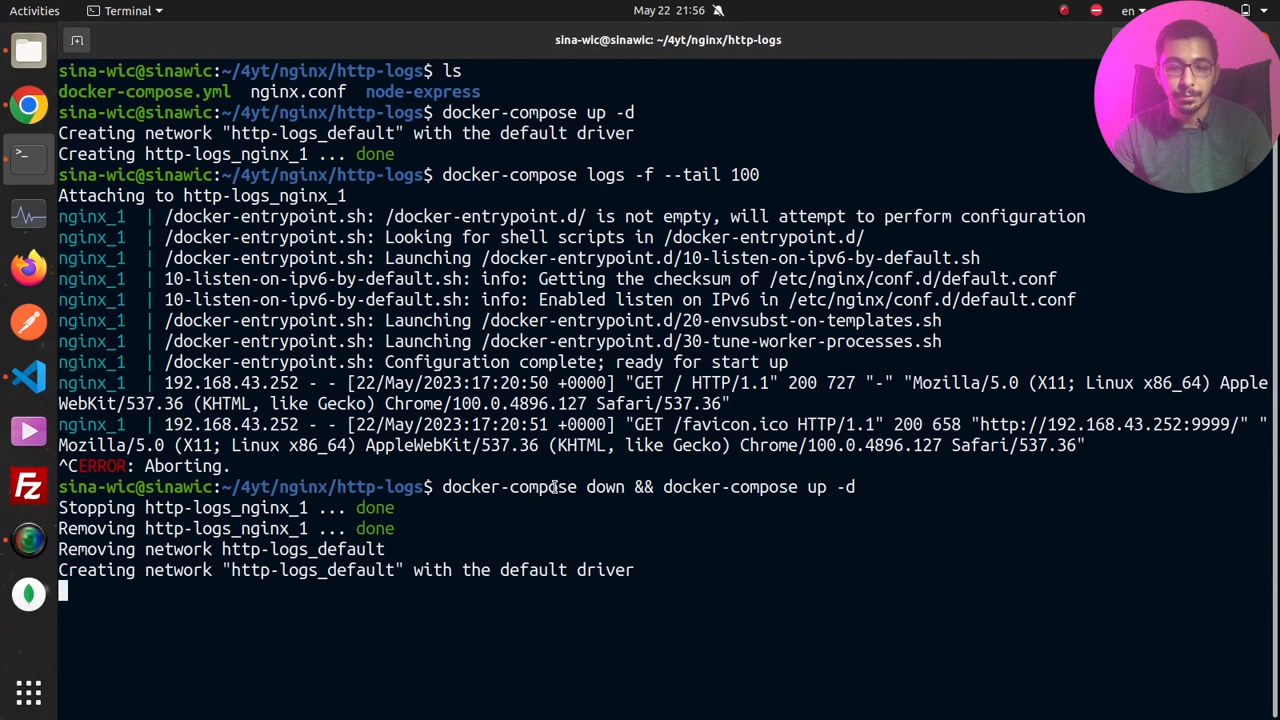 Activities
Terminal
May 22 21:56
en
sina-wic@sinawic: ~/4yt/nginx/http-logs
sina-wic@sinawic:~/4yt/nginx/http-logs$ ls
docker-compose.yml nginx.conf node-express
sina-wic@sinawic:~/4yt/nginx/http-logs$ docker-compose up -d
Creating network "http-logs_default" with the default driver
Creating http-logs_nginx_1 ... done
sina-wic@sinawic:~/4yt/nginx/http-logs$ docker-compose logs -f --tail 100
Attaching to http-logs_nginx_1
nginx_1 | /docker-entrypoint.sh: /docker-entrypoint.d/ is not empty, will attempt to perform configuration
nginx_1 | /docker-entrypoint.sh: Looking for shell scripts in /docker-entrypoint.d/
nginx_1 | /docker-entrypoint.sh: Launching /docker-entrypoint.d/10-listen-on-ipv6-by-default.sh
nginx_1 | 10-listen-on-ipv6-by-default.sh: info: Getting the checksum of /etc/nginx/conf.d/default.conf
nginx_1 | 10-listen-on-ipv6-by-default.sh: info: Enabled listen on IPv6 in /etc/nginx/conf.d/default.conf
nginx_1 | /docker-entrypoint.sh: Launching /docker-entrypoint.d/20-envsubst-on-templates.sh
nginx_1 | /docker-entrypoint.sh: Launching /docker-entrypoint.d/30-tune-worker-processes.sh
nginx_1 | /docker-entrypoint.sh: Configuration complete; ready for start up
nginx_1 | 192.168.43.252 - - [22/May/2023:17:20:50 +0000] "GET / HTTP/1.1" 200 727 "-" "Mozilla/5.0 (X11; Linux x86_64) Apple
WebKit/537.36 (KHTML, like Gecko) Chrome/100.0.4896.127 Safari/537.36"
nginx_1 | 192.168.43.252 - - [22/May/2023:17:20:51 +0000] "GET /favicon.ico HTTP/1.1" 200 658 "http://192.168.43.252:9999/" "
Mozilla/5.0 (X11; Linux x86_64) AppleWebKit/537.36 (KHTML, like Gecko) Chrome/100.0.4896.127 Safari/537.36"
^CERROR: Aborting.
sina-wic@sinawic:~/4yt/nginx/http-logs$ docker-compose down && docker-compose up -d
Stopping http-logs_nginx_1 ... done
Removing http-logs_nginx_1 ... done
Removing network http-logs_default
Creating network "http-logs_default" with the default driver